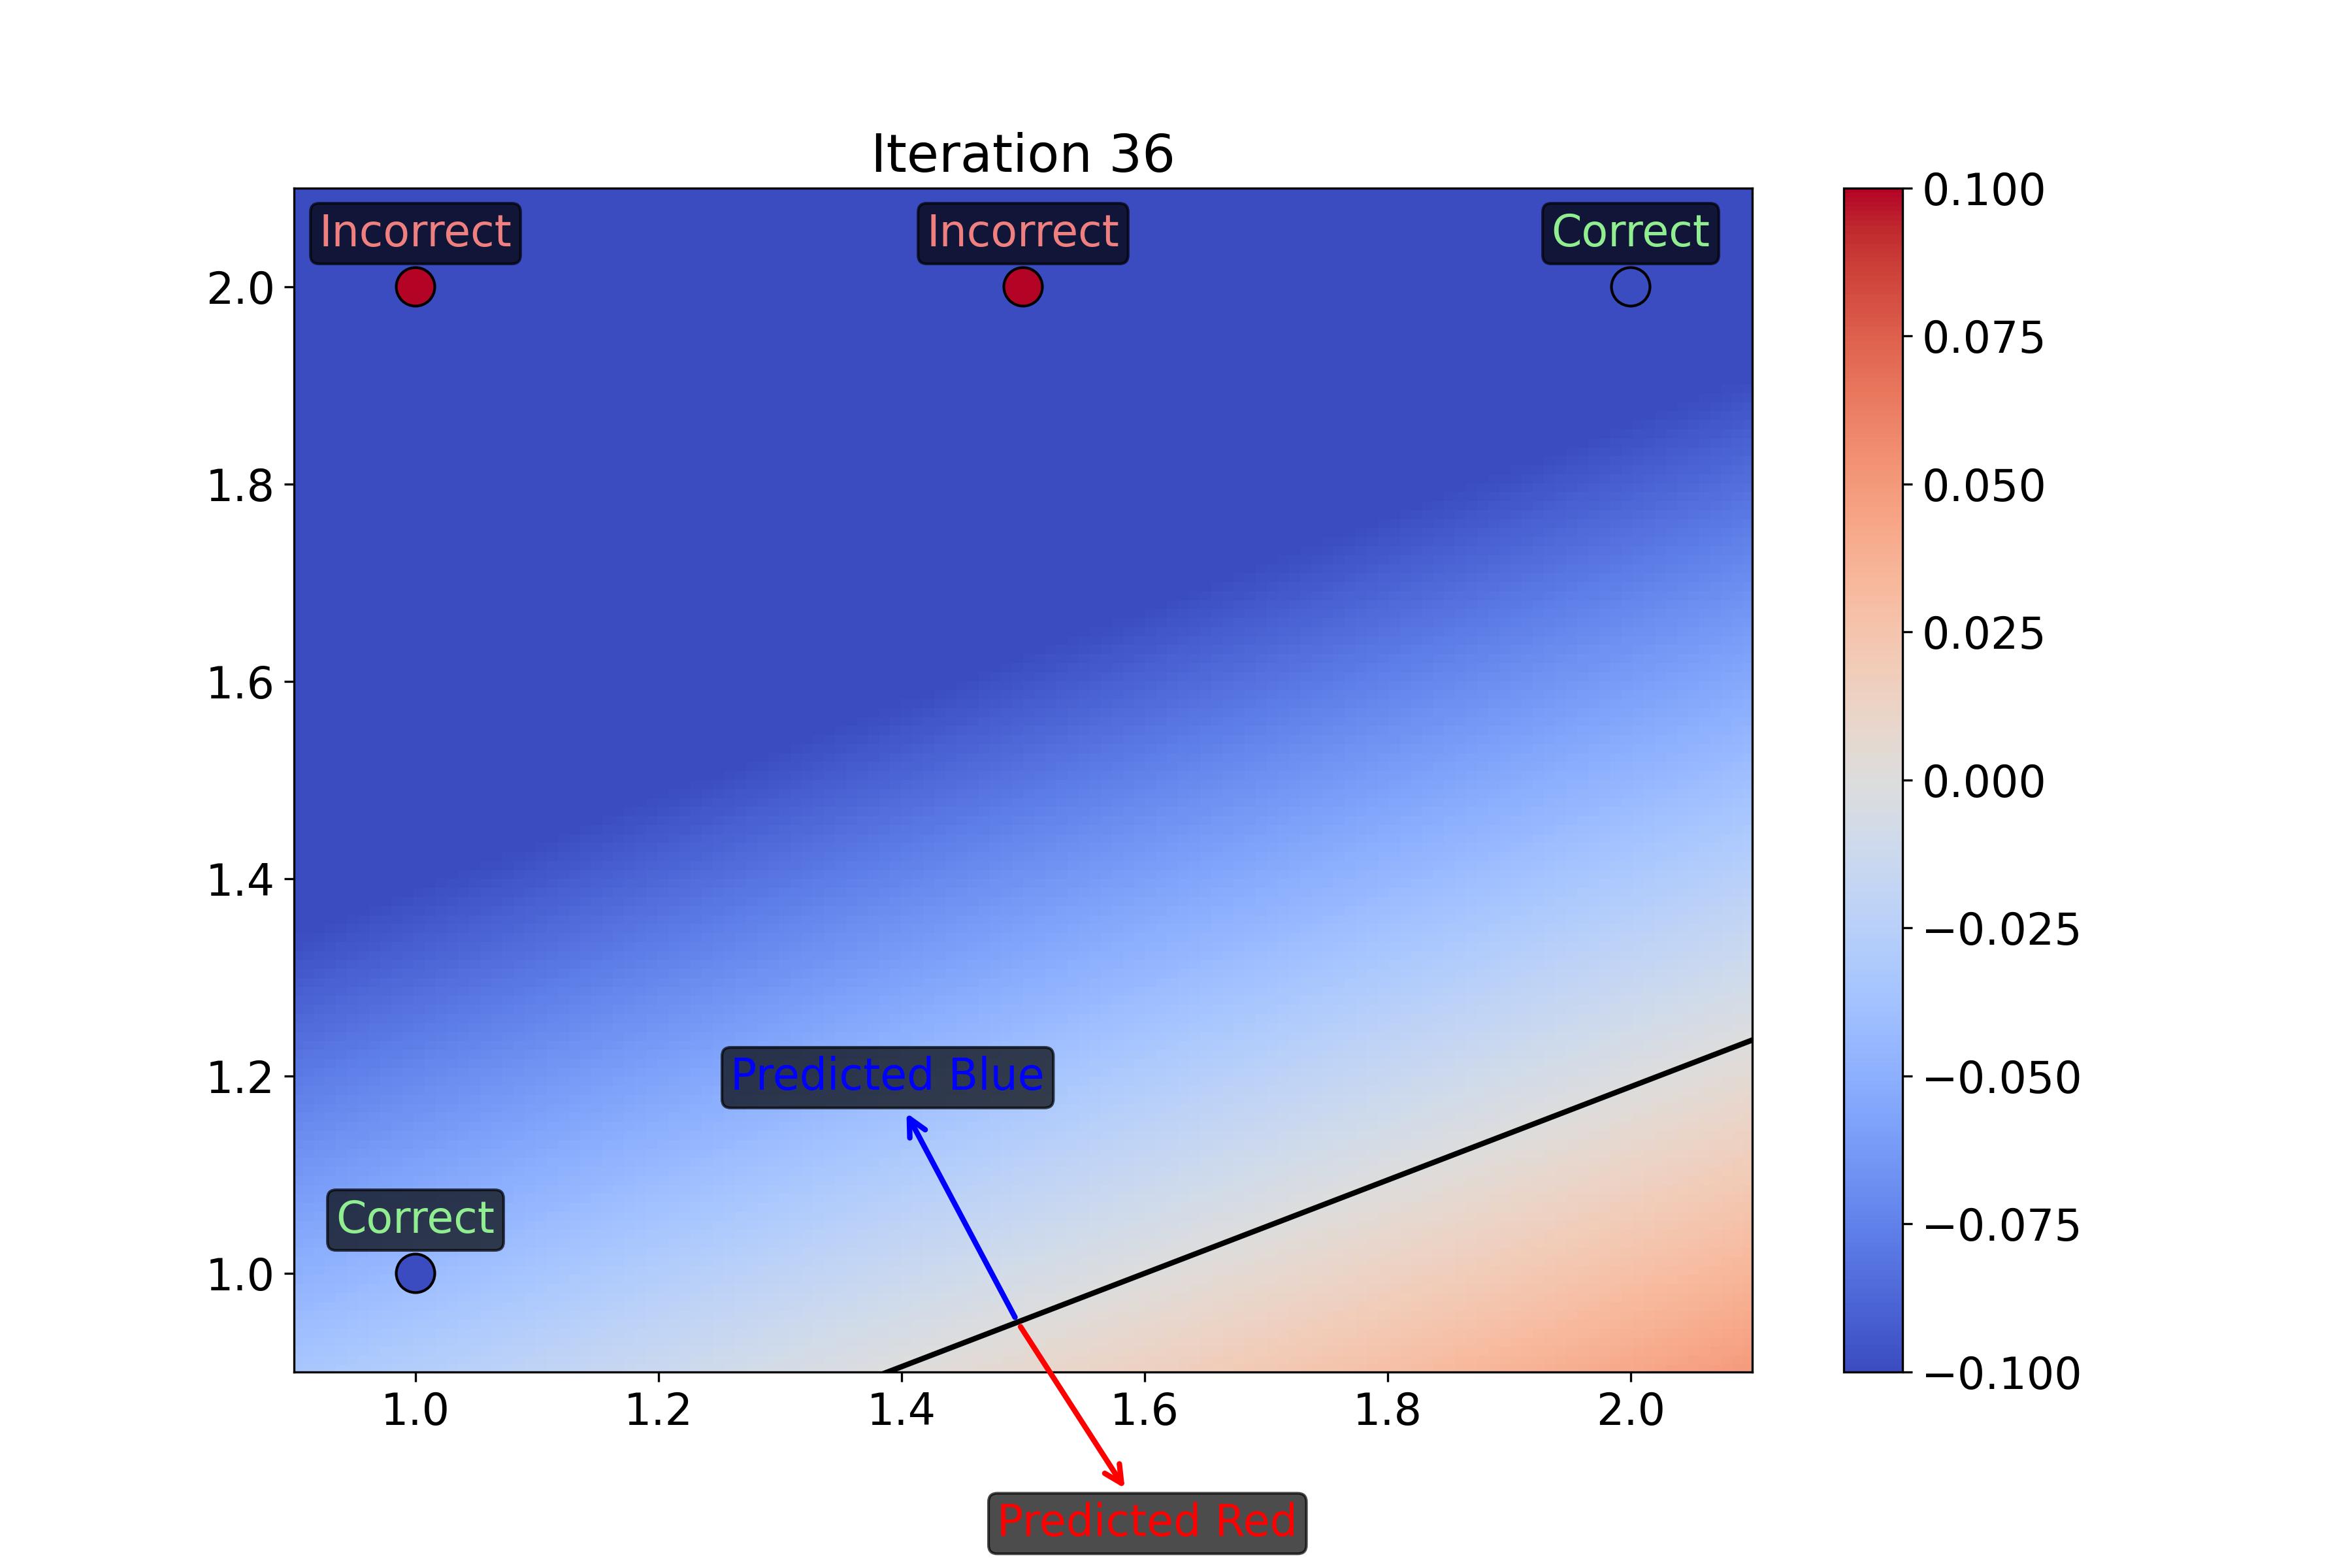 Iteration 36
Incorrect
Incorrect
Correct
Predicted Blue
Correct
Predicted Red
2.0
1.8
1.6
1.4
1.2
1.0
1.0 1.2 1.4 1.6 1.8 2.0
0.100
0.075
0.050
0.025
0.000
−0.025
−0.050
−0.075
−0.100